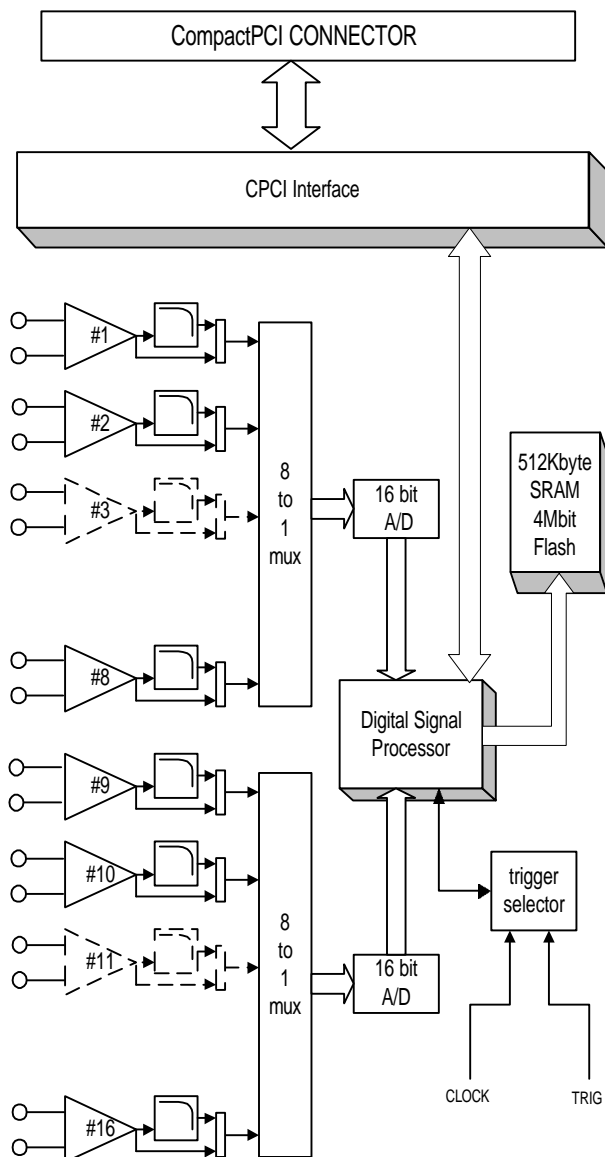 CompactPCI CONNECTOR
CPCI Interface
#1
#2
#3
#8
8
to
1
mux
16 bit
A/D
512Kbyte
SRAM
4Mbit
Flash
Digital Signal
Processor
#9
#10
#11
#16
8
to
1
mux
16 bit
A/D
trigger
selector
CLOCK
TRIG